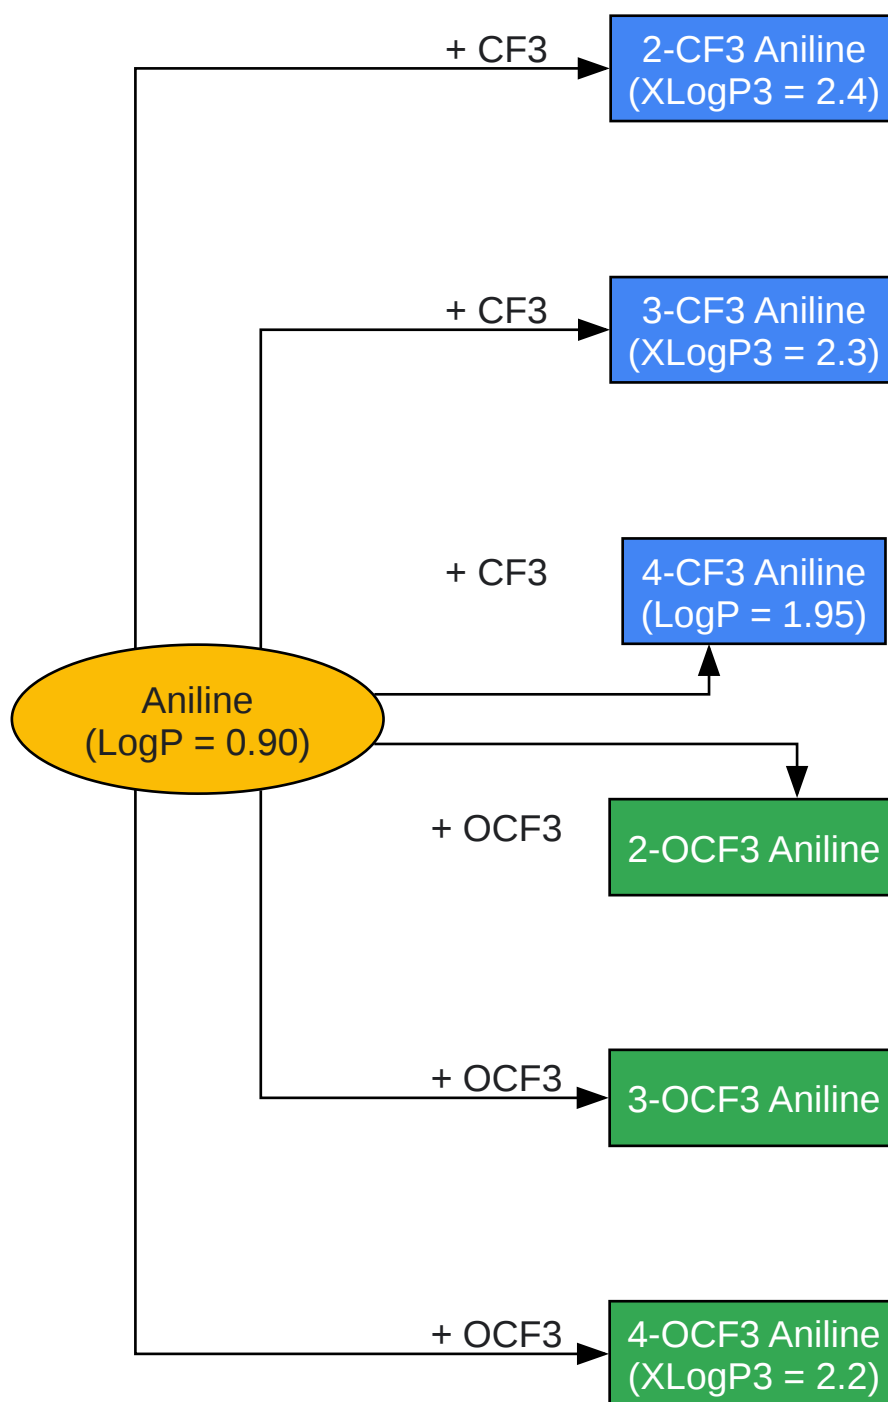 + CF3
2-CF3 Aniline
(XLogP3 = 2.4)
+ CF3
3-CF3 Aniline
(XLogP3 = 2.3)
+ CF3
4-CF3 Aniline
(LogP = 1.95)
Aniline
(LogP = 0.90)
+ OCF3
2-OCF3 Aniline
+ OCF3
3-OCF3 Aniline
+ OCF3
4-OCF3 Aniline
(XLogP3 = 2.2)